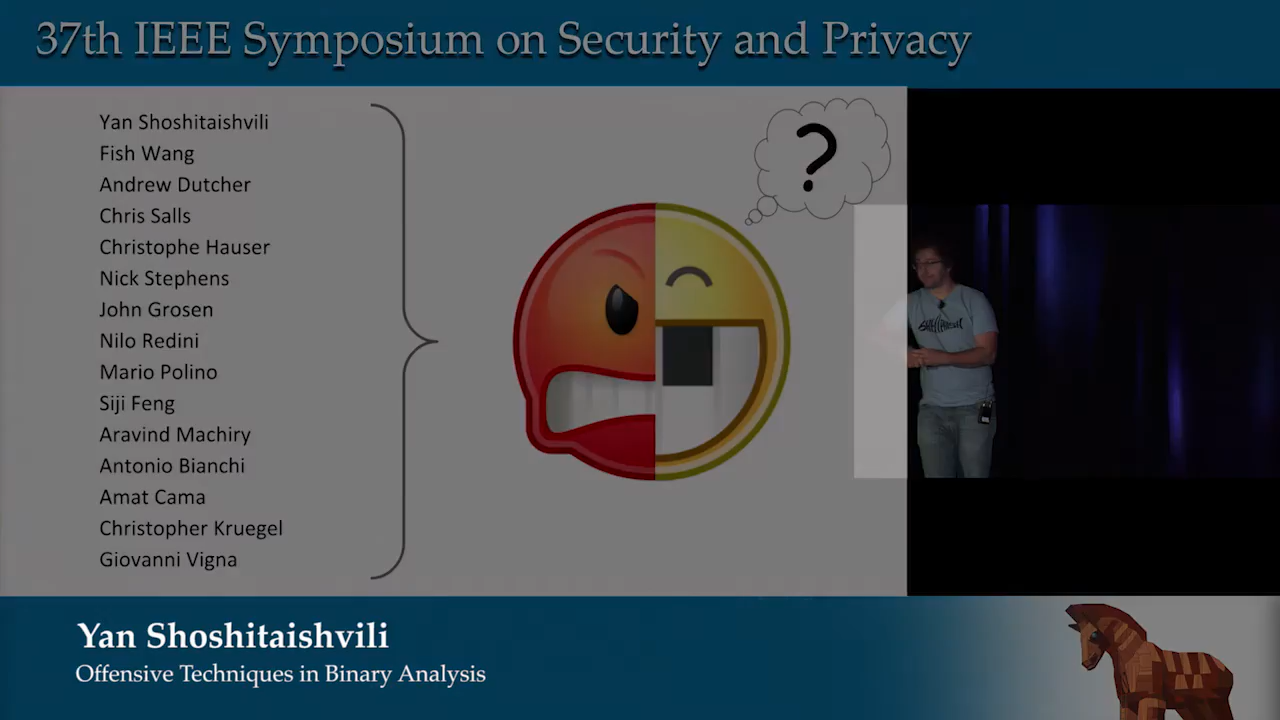 37th IEEE Symposium on Security and Privacy
Yan Shoshitaishvili
Fish Wang
Andrew Dutcher
Chris Salls
Christophe Hauser
Nick Stephens
John Grosen
Nilo Redini
Mario Polino
Siji Feng
Aravind Machiry
Antonio Bianchi
Amat Cama
Christopher Kruegel
Giovanni Vigna
?
Yan Shoshitaishvili
Offensive Techniques in Binary Analysis